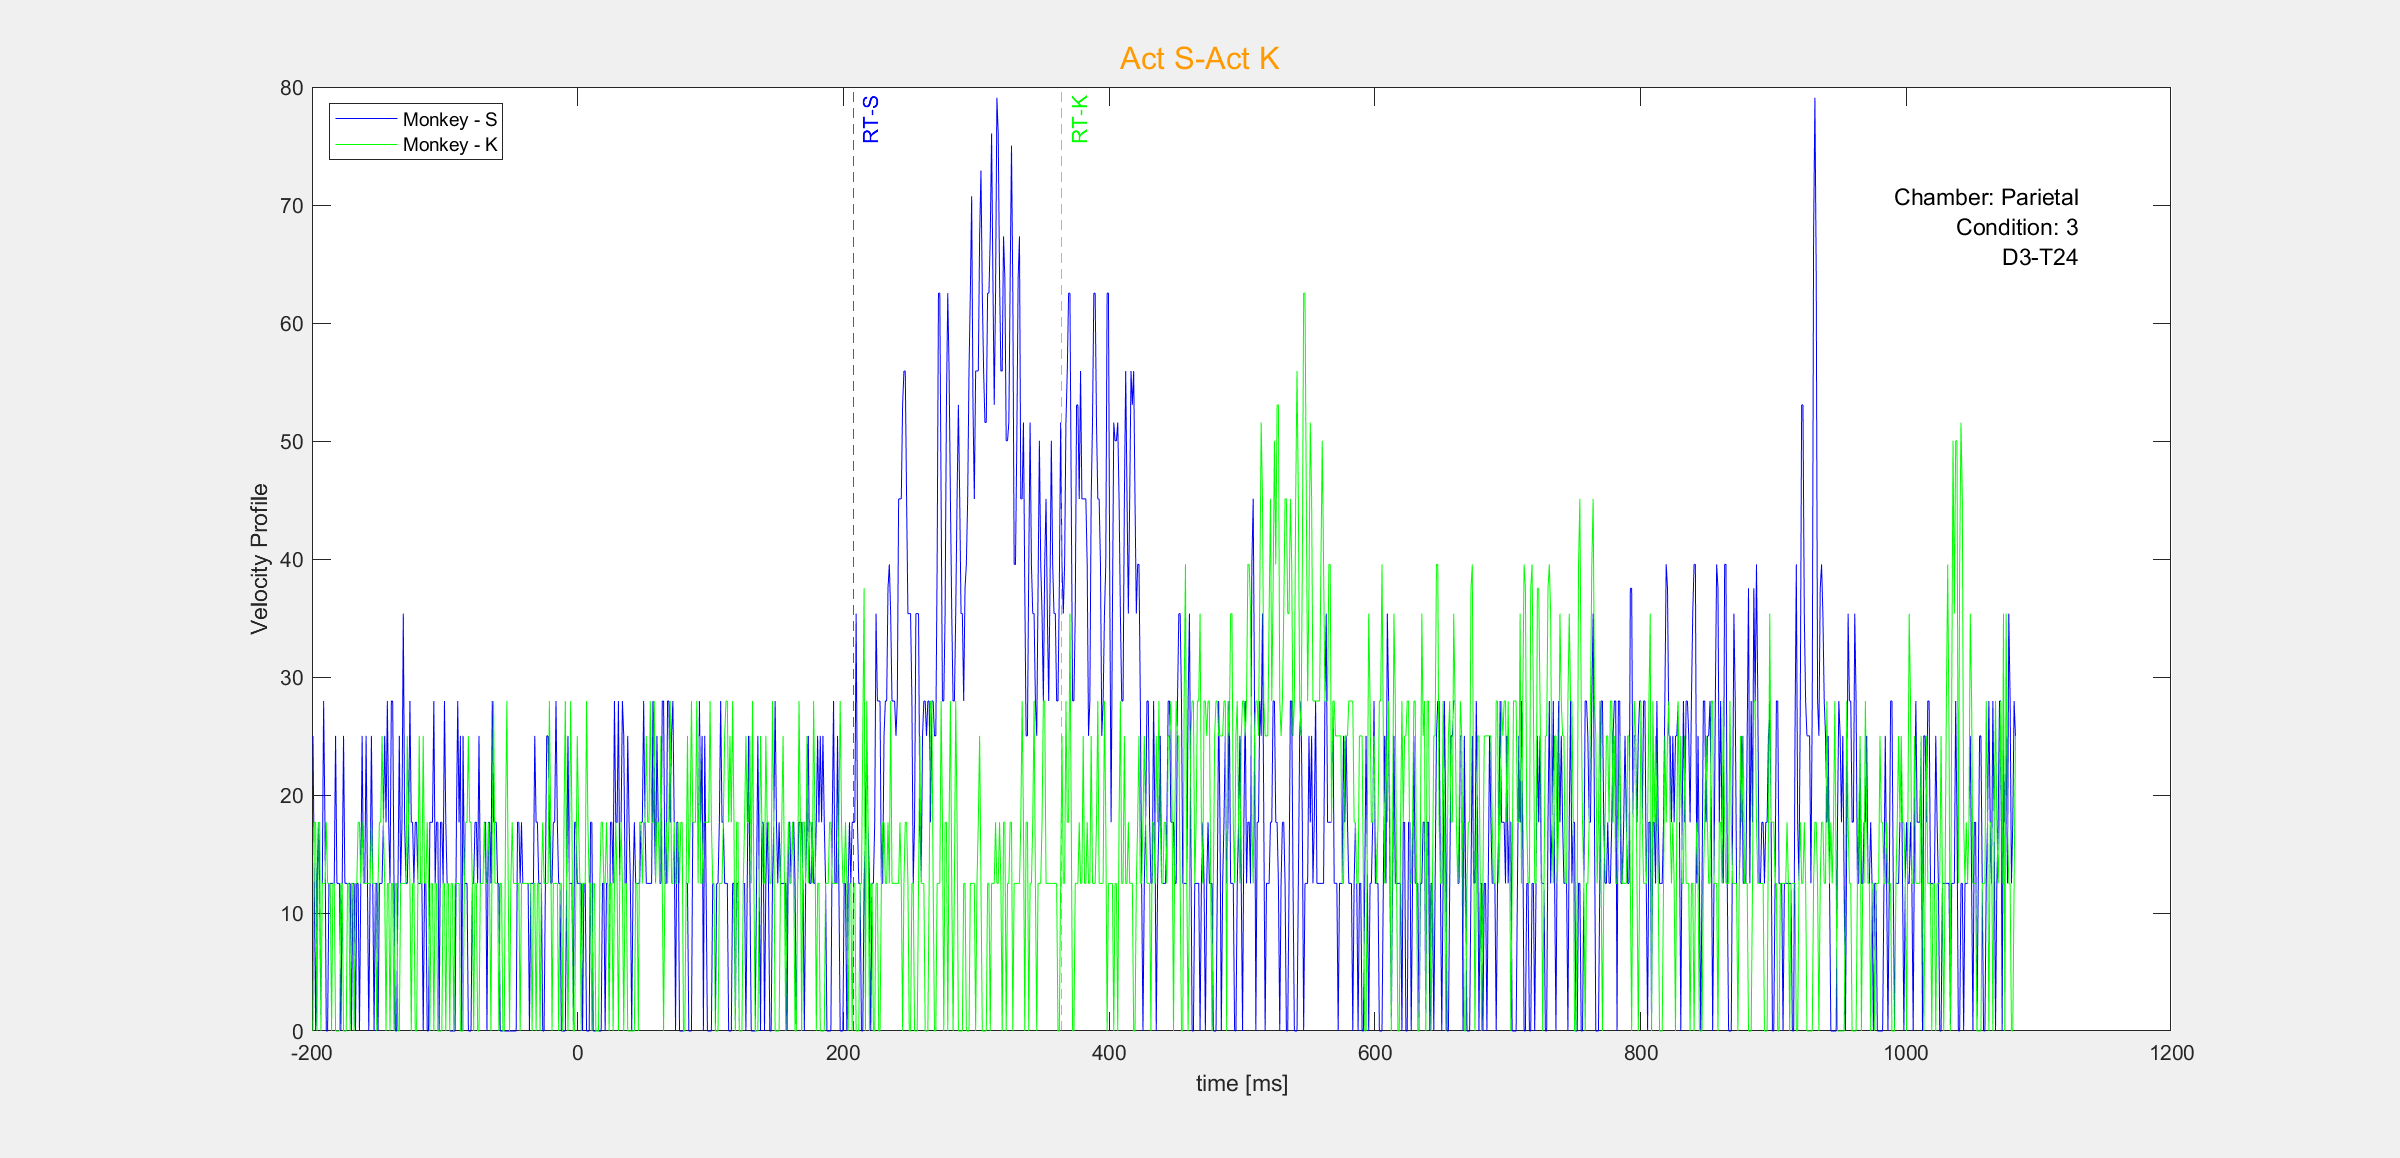 Act S-Act K
Monkey - S
Monkey - K
RT-S
RT-K
Chamber: Parietal
Condition: 3
D3-T24
Velocity Profile
80
70
60
50
40
30
20
10
0
-200
0
200
400
600
800
1000
1200
time [ms]